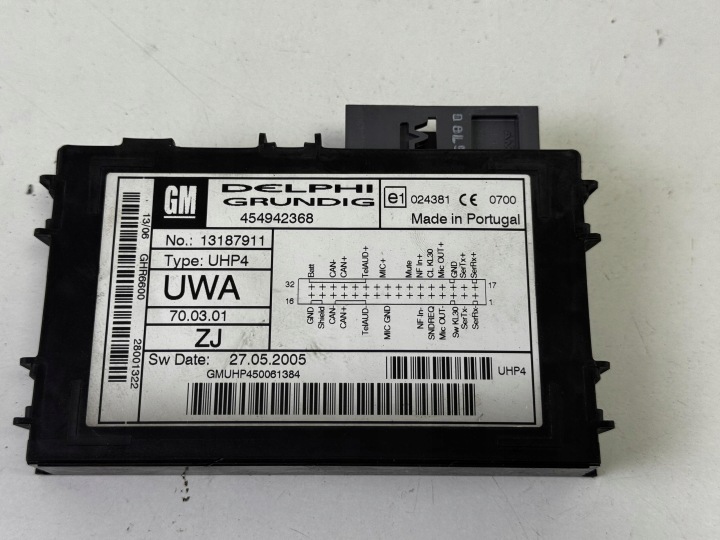 GM
DELPHI
GRUNDIG
454942368
e1 024381 CE 0700
Made in Portugal
No.: 13187911
Type: UHP4
UWA
70.03.01
ZJ
Sw Date: 27.05.2005
GMUHP450061384
UHP4
13/06 GHR6600 28001322
Batt CAN- CAN+ TelAUD+ MIC+ Mute NF In+ CL KL30 Mic OUT+ GND SerTx+ SerRx+
32 17
16 1
GND Shield CAN- CAN+ TelAUD- MIC GND NF In- SNDREQ Mic OUT- Sw KL30 SerTx- SerRx-